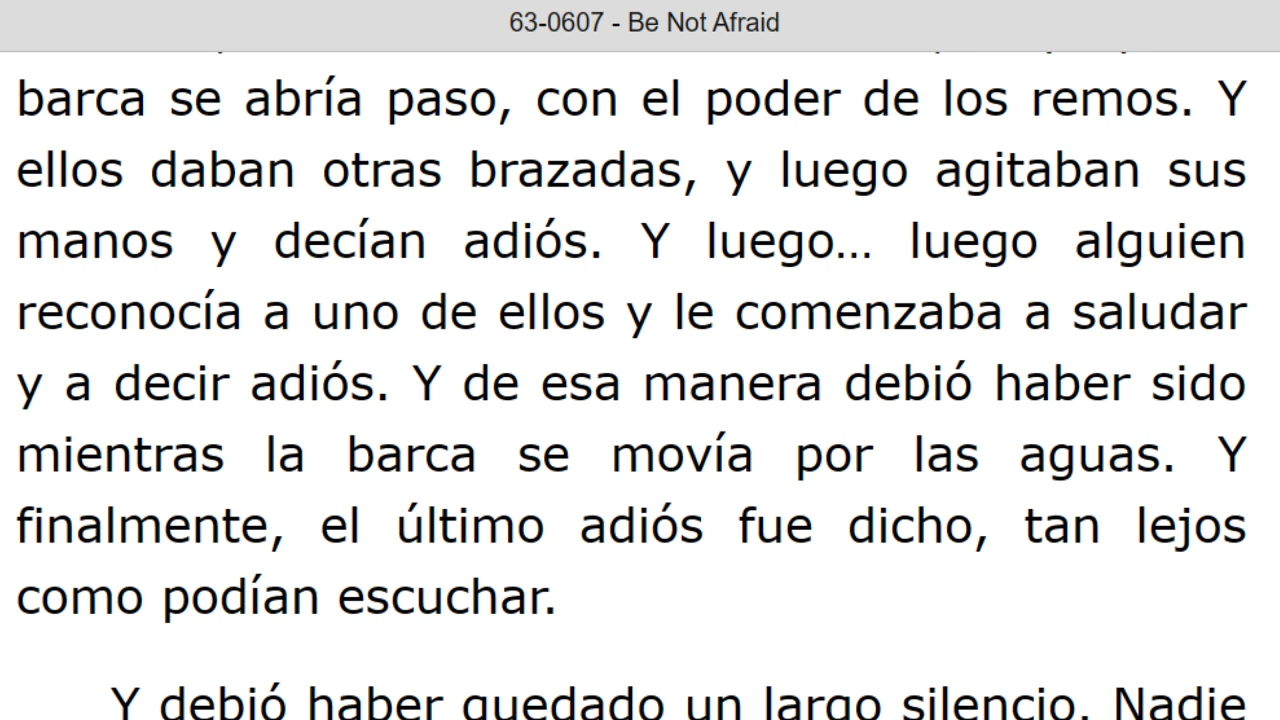 63-0607 - Be Not Afraid
barca se abría paso, con el poder de los remos. Y
ellos daban otras brazadas, y luego agitaban sus
manos y decían adiós. Y luego… luego alguien
reconocía a uno de ellos y le comenzaba a saludar
y a decir adiós. Y de esa manera debió haber sido
mientras la barca se movía por las aguas. Y
finalmente, el último adiós fue dicho, tan lejos
como podían escuchar.
Y debió haber quedado un largo silencio. Nadie